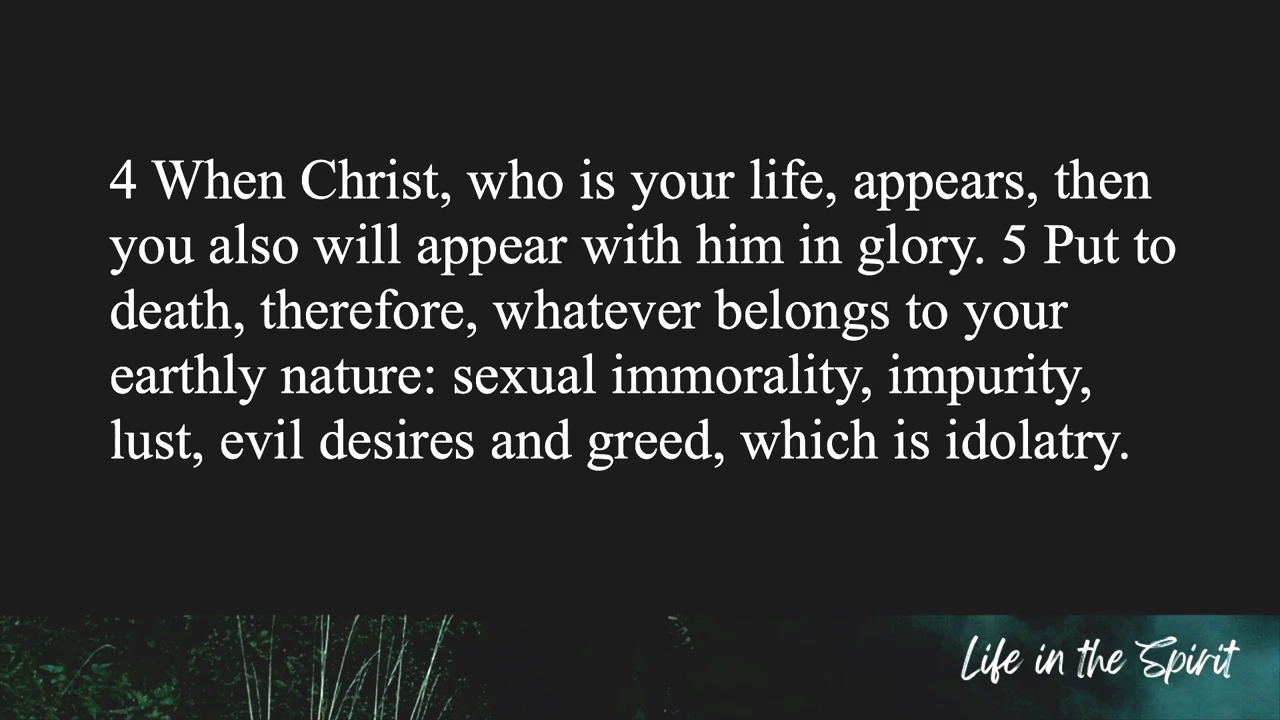 4 When Christ, who is your life, appears, then
you also will appear with him in glory. 5 Put to
death, therefore, whatever belongs to your
earthly nature: sexual immorality, impurity,
lust, evil desires and greed, which is idolatry.
Life in the Spirit